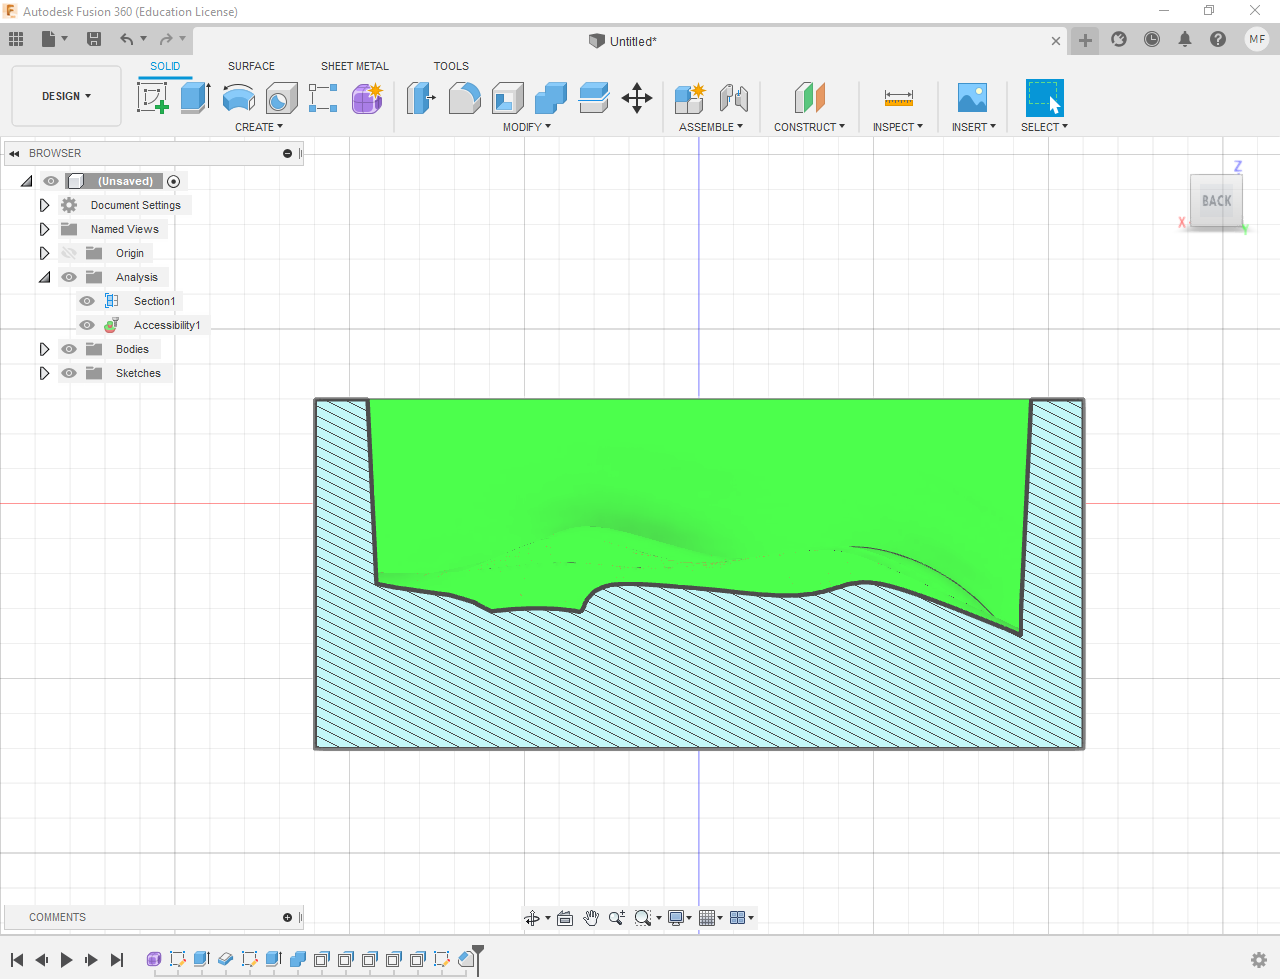 Autodesk Fusion 360 (Education License)
Untitled*
MF
DESIGN
SOLID
SURFACE
SHEET METAL
TOOLS
CREATE
MODIFY
ASSEMBLE
CONSTRUCT
INSPECT
INSERT
SELECT
BROWSER
(Unsaved)
Document Settings
Named Views
Origin
Analysis
Section1
Accessibility1
Bodies
Sketches
Z
BACK
X
Y
COMMENTS